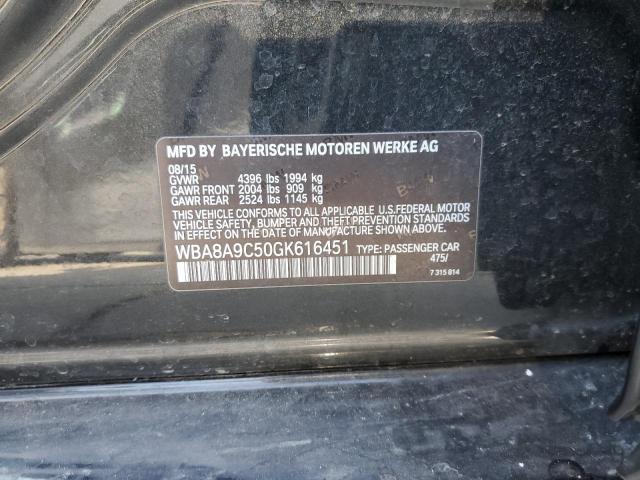 MFD BY BAYERISCHE MOTOREN WERKE AG
08/15
GVWR 4396 lbs 1994 kg
GAWR FRONT 2004 lbs 909 kg
GAWR REAR 2524 lbs 1145 kg
THIS VEHICLE CONFORMS TO ALL APPLICABLE U.S.FEDERAL MOTOR
VEHICLE SAFETY, BUMPER AND THEFT PREVENTION STANDARDS
IN EFFECT ON THE DATE OF MANUFACTURE SHOWN ABOVE.
WBA8A9C50GK616451 TYPE: PASSENGER CAR
475/
7 315 814